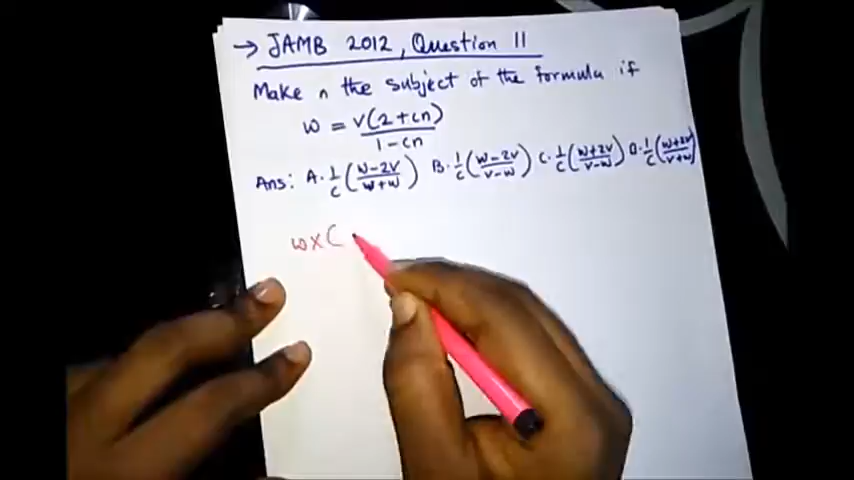 → JAMB 2012, Question 11
Make n the subject of the formula if
w = v(2+cn)/1-cn
Ans: A. 1/c (w-2v/w+w) B. 1/c (w-2v/v-w) C. 1/c (w+2v/v-w) D. 1/c (w+2v/v+w)
w x (